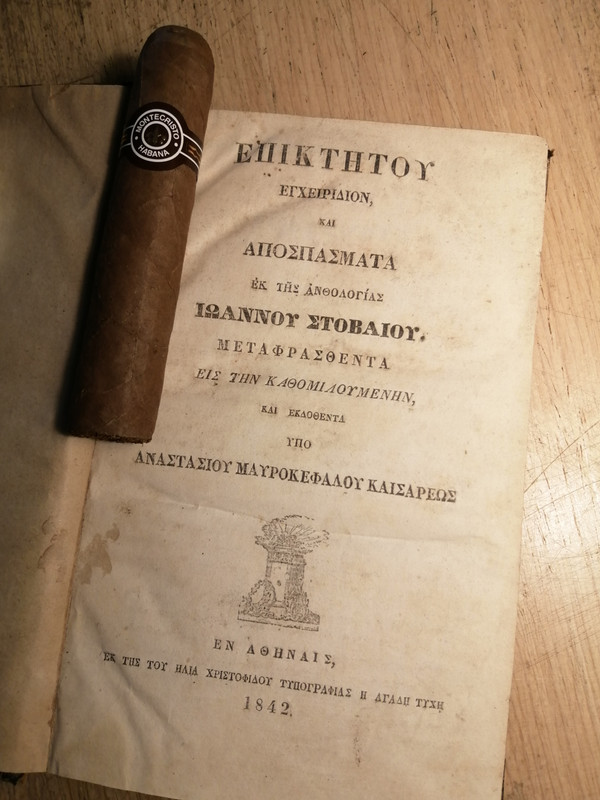 MONTECRISTO
HABANA
ΕΠΙΚΤΗΤΟΥ
ΕΓΧΕΙΡΙΔΙΟΝ,
ΚΑΙ
ΑΠΟΣΠΑΣΜΑΤΑ
ἐκ τῆς ἀνθολογίας
ΙΩΑΝΝΟΥ ΣΤΟΒΑΙΟΥ.
ΜΕΤΑΦΡΑΣΘΕΝΤΑ
ΕΙΣ ΤΗΝ ΚΑΘΟΜΙΛΟΥΜΕΝΗΝ,
ΚΑΙ ΕΚΔΟΘΕΝΤΑ
ΥΠΟ
ΑΝΑΣΤΑΣΙΟΥ ΜΑΥΡΟΚΕΦΑΛΟΥ ΚΑΙΣΑΡΕΩΣ
ΕΝ ΑΘΗΝΑΙΣ,
ΕΚ ΤΗΣ ΤΟΥ ΗΛΙΑ ΧΡΙΣΤΟΦΙΔΟΥ ΤΥΠΟΓΡΑΦΙΑΣ Η ΑΓΑΘΗ ΤΥΧΗ
1842.